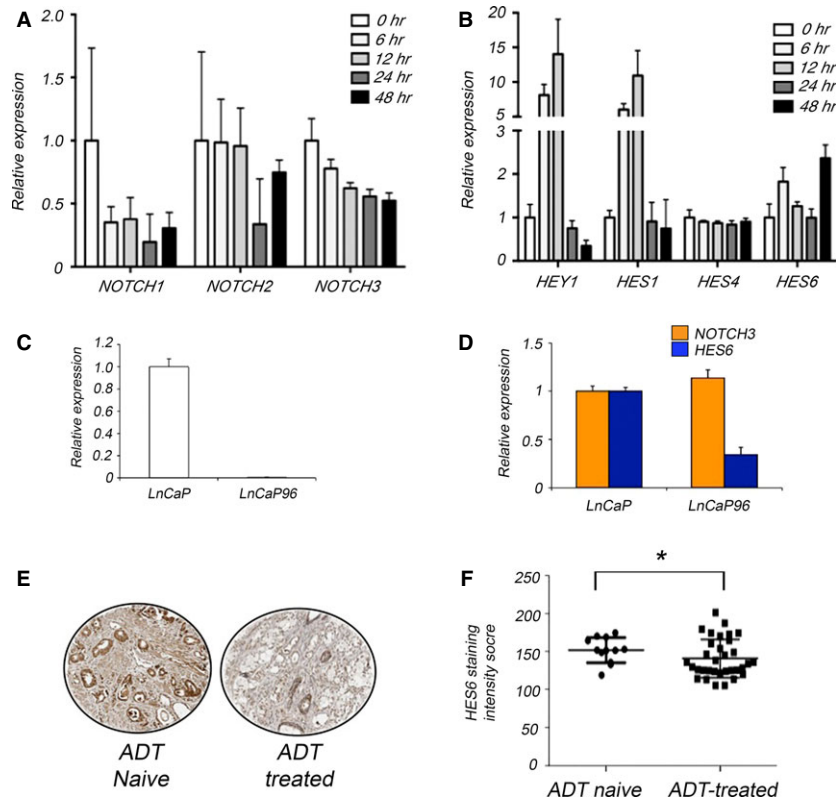 A
Relative expression
2.0
1.5
1.0
0.5
0
0 hr
6 hr
12 hr
24 hr
48 hr
NOTCH1 NOTCH2 NOTCH3
B
Relative expression
20
15
10
5
3
2
1
0
0 hr
6 hr
12 hr
24 hr
48 hr
HEY1 HES1 HES4 HES6
C
Relative expression
1.2
1.0
0.8
0.6
0.4
0.2
0
LnCaP LnCaP96
D
NOTCH3
HES6
Relative expression
1.5
1
0.5
0
LnCaP LnCaP96
E
ADT
Naive
ADT
treated
F
*
HES6 staining
intensity socre
250
200
150
100
50
0
ADT naive ADT-treated